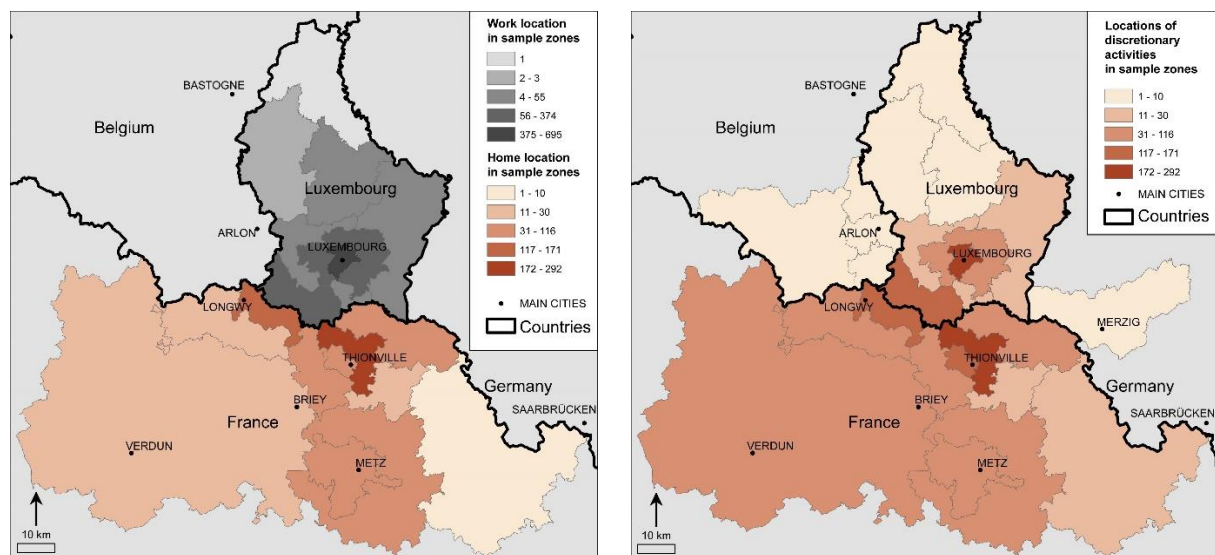 Work location
in sample zones
1
2 - 3
4 - 55
56 - 374
375 - 695
Home location
in sample zones
1 - 10
11 - 30
31 - 116
117 - 171
172 - 292
MAIN CITIES
Countries
BASTOGNE
Belgium
Luxembourg
ARLON
LUXEMBOURG
LONGWY
THIONVILLE
Germany
BRIEY
SAARBRÜCKEN
France
VERDUN
METZ
10 km
Locations of
discretionary
activities
in sample zones
1 - 10
11 - 30
31 - 116
117 - 171
172 - 292
MAIN CITIES
Countries
BASTOGNE
Belgium
Luxembourg
ARLON
LUXEMBOURG
LONGWY
MERZIG
THIONVILLE
Germany
BRIEY
SAARBRÜCKEN
France
VERDUN
METZ
10 km